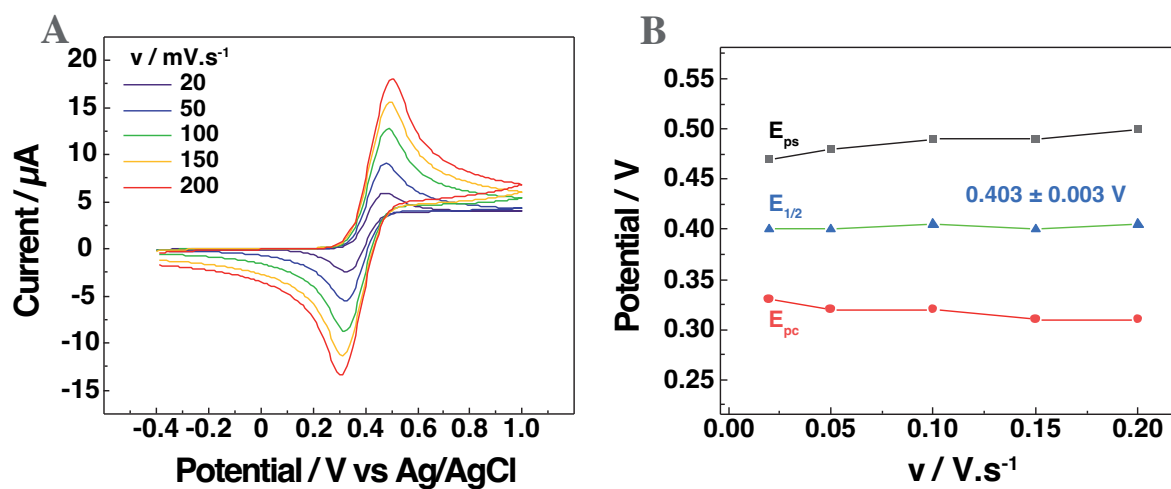 A
v / mV.s⁻¹
20
50
100
150
200
20
15
10
5
0
-5
-10
-15
Current / µA
-0.4 -0.2 0 0.2 0.4 0.6 0.8 1.0
Potential / V vs Ag/AgCl
B
0.55
0.50
0.45
0.40
0.35
0.30
0.25
Potential / V
Eps
0.403 ± 0.003 V
E1/2
Epc
0.00 0.05 0.10 0.15 0.20
v / V.s⁻¹